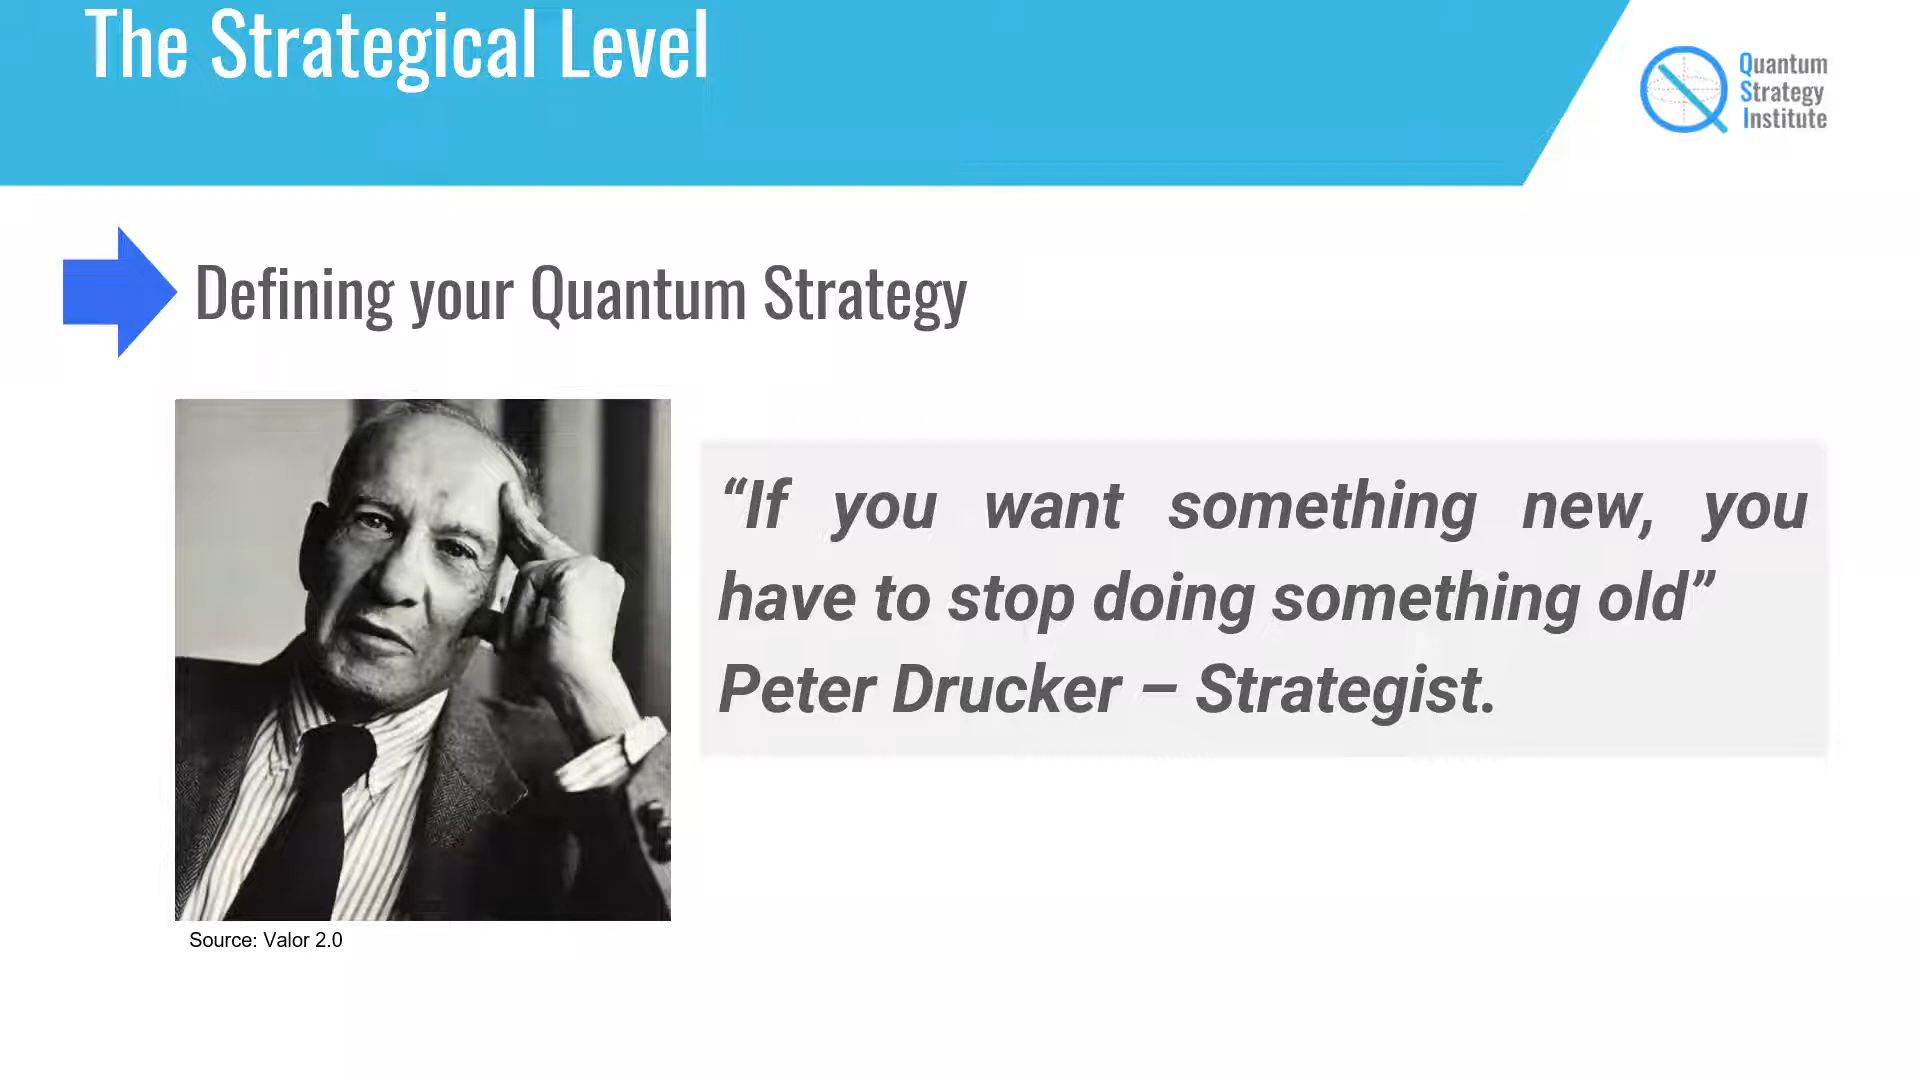 The Strategical Level
Quantum
Strategy
Institute
Defining your Quantum Strategy
“If you want something new, you
have to stop doing something old”
Peter Drucker – Strategist.
Source: Valor 2.0